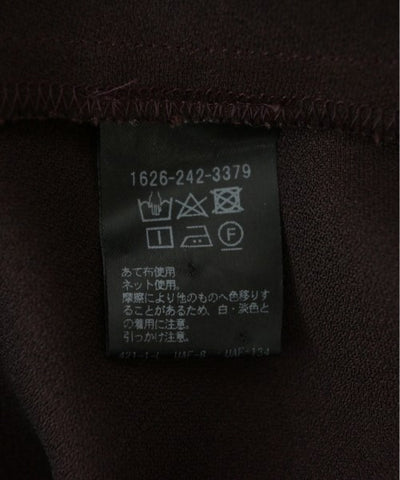 1626-242-3379
F
あて布使用
ネット使用。
摩擦により他のものへ色移りす
ることがあるため、白・淡色と
の着用に注意。
引っかけ注意。
UAF-134